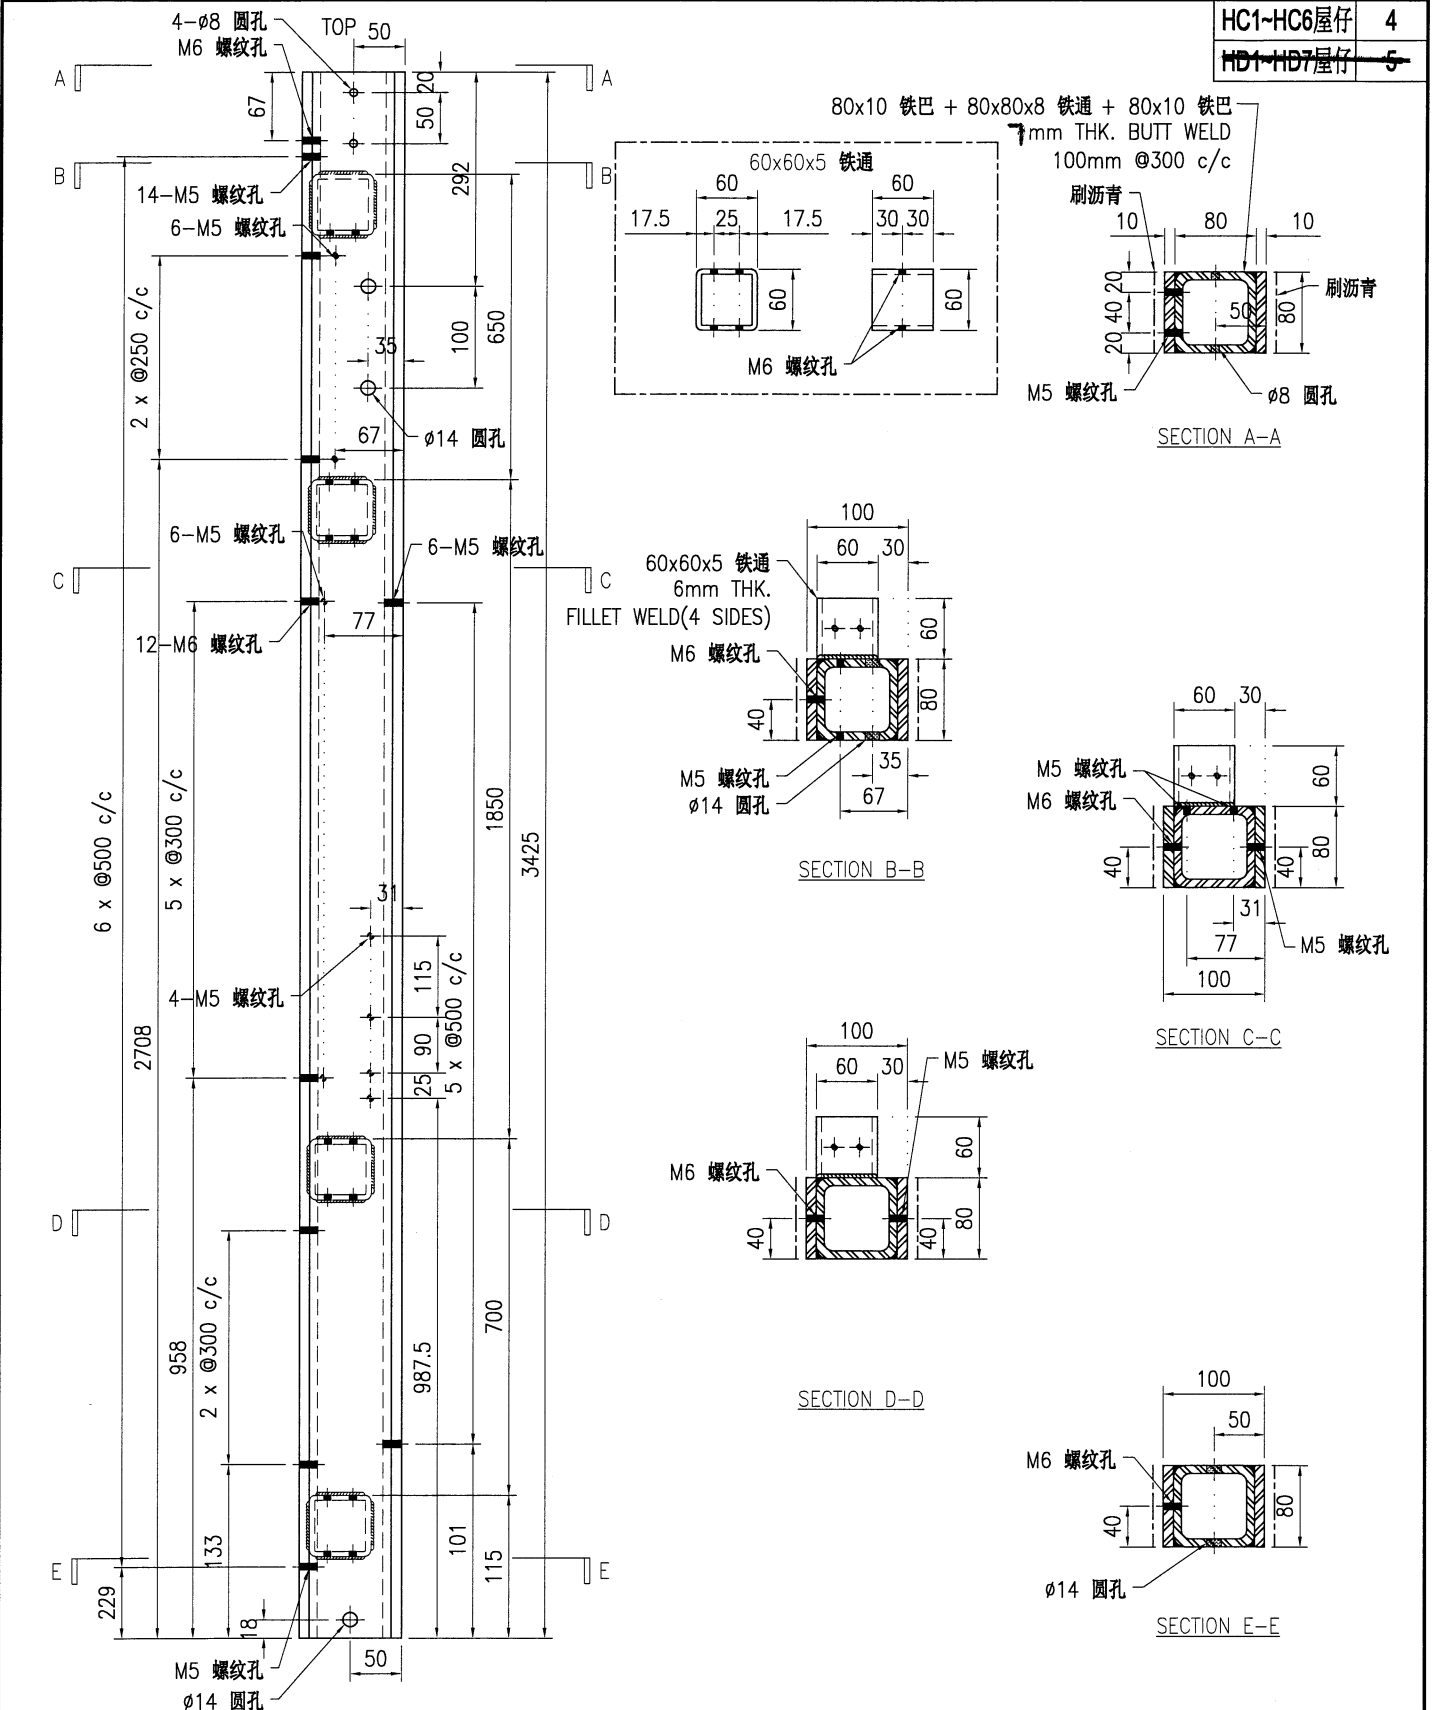 HC1~HC6屋仔 4
HD1~HD7屋仔 5
4-ø8 圆孔
TOP
50
M6 螺纹孔
A
A
67
20
50
B
B
14-M5 螺纹孔
6-M5 螺纹孔
292
2 x @250 c/c
100
650
35
ø14 圆孔
67
6-M5 螺纹孔
6-M5 螺纹孔
C
C
77
12-M6 螺纹孔
6 x @500 c/c
5 x @300 c/c
1850
3425
31
115
4-M5 螺纹孔
5 x @500 c/c
90
25
2708
D
D
958
2 x @300 c/c
700
987.5
133
101
115
E
E
229
18
50
M5 螺纹孔
ø14 圆孔
60x60x5 铁通
60
60
17.5
25
17.5
30
30
60
60
M6 螺纹孔
80x10 铁巴 + 80x80x8 铁通 + 80x10 铁巴
7mm THK. BUTT WELD
100mm @300 c/c
刷沥青
10
80
10
20
40
20
50
80
刷沥青
M5 螺纹孔
ø8 圆孔
SECTION A-A
100
60
30
60x60x5 铁通
6mm THK.
FILLET WELD(4 SIDES)
60
M6 螺纹孔
40
80
M5 螺纹孔
35
ø14 圆孔
67
SECTION B-B
60
30
M5 螺纹孔
60
M6 螺纹孔
40
40
80
31
77
M5 螺纹孔
100
SECTION C-C
100
60
30
M5 螺纹孔
60
M6 螺纹孔
40
40
80
SECTION D-D
100
50
M6 螺纹孔
40
80
ø14 圆孔
SECTION E-E